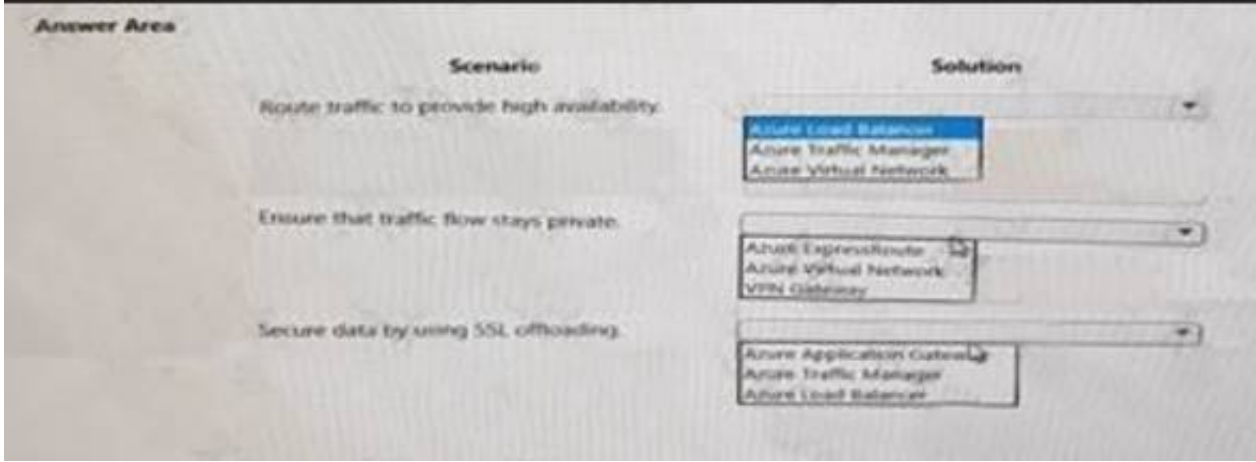 Answer Area
Scenario Solution
Route traffic to provide high availability.
Azure Load Balancer
Azure Traffic Manager
Azure Virtual Network
Ensure that traffic flow stays private.
Azure ExpressRoute
Azure Virtual Network
VPN Gateway
Secure data by using SSL offloading.
Azure Application Gateway
Azure Traffic Manager
Azure Load Balancer